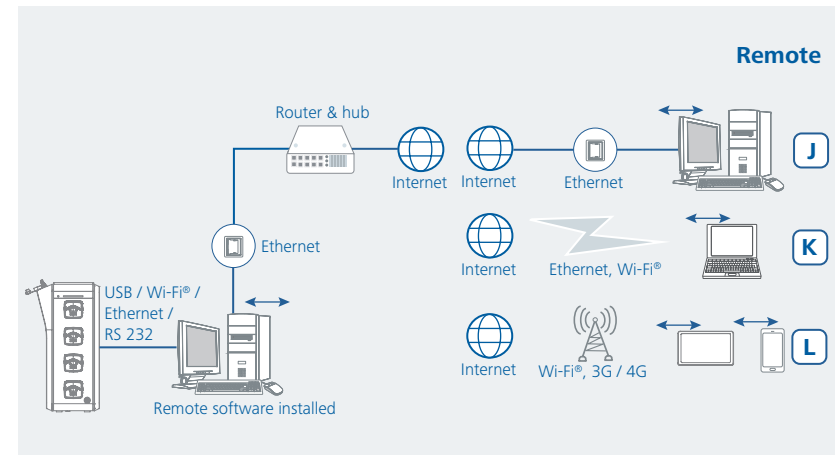 Remote
Router & hub
Internet
Internet
Ethernet
J
Ethernet
Internet
Ethernet, Wi-Fi®
K
USB / Wi-Fi® /
Ethernet /
RS 232
Remote software installed
Internet
Wi-Fi®, 3G / 4G
L